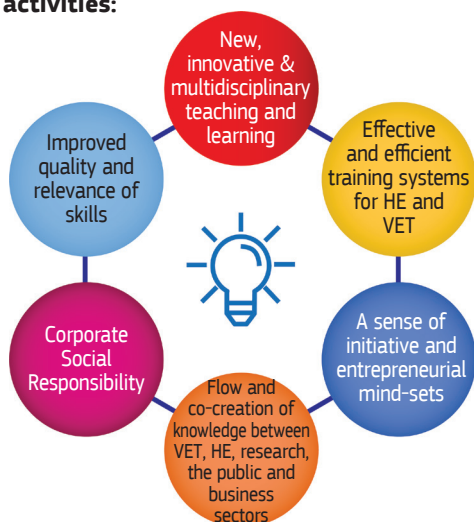 activities:
New,
innovative &
multidisciplinary
teaching and
learning
Effective
and efficient
training systems
for HE and
VET
A sense of
initiative and
entrepreneurial
mind-sets
Flow and
co-creation of
knowledge between
VET, HE, research,
the public and
business
sectors
Corporate
Social
Responsibility
Improved
quality and
relevance of
skills